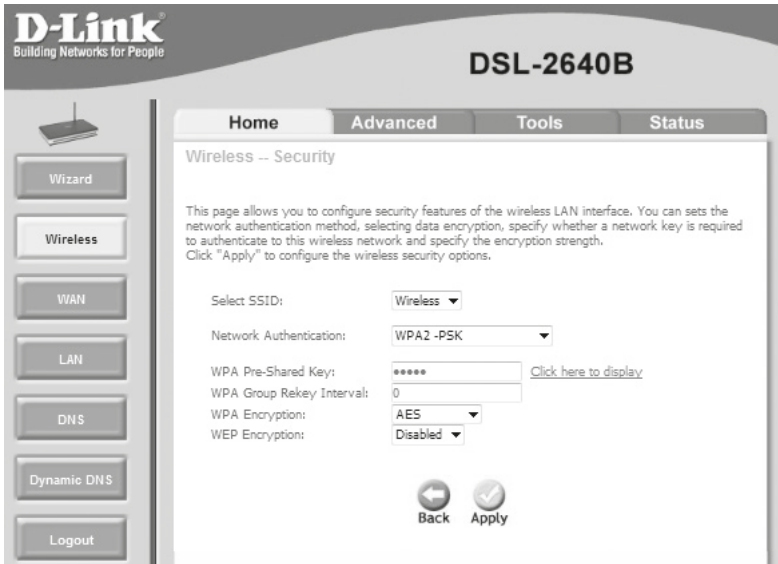 D-Link
Building Networks for People
DSL-2640B
Home
Advanced
Tools
Status
Wizard
Wireless
WAN
LAN
DNS
Dynamic DNS
Logout
Wireless -- Security
This page allows you to configure security features of the wireless LAN interface. You can sets the
network authentication method, selecting data encryption, specify whether a network key is required
to authenticate to this wireless network and specify the encryption strength.
Click "Apply" to configure the wireless security options.
Select SSID: Wireless
Network Authentication: WPA2 -PSK
WPA Pre-Shared Key: ••••• Click here to display
WPA Group Rekey Interval: 0
WPA Encryption: AES
WEP Encryption: Disabled
Back
Apply